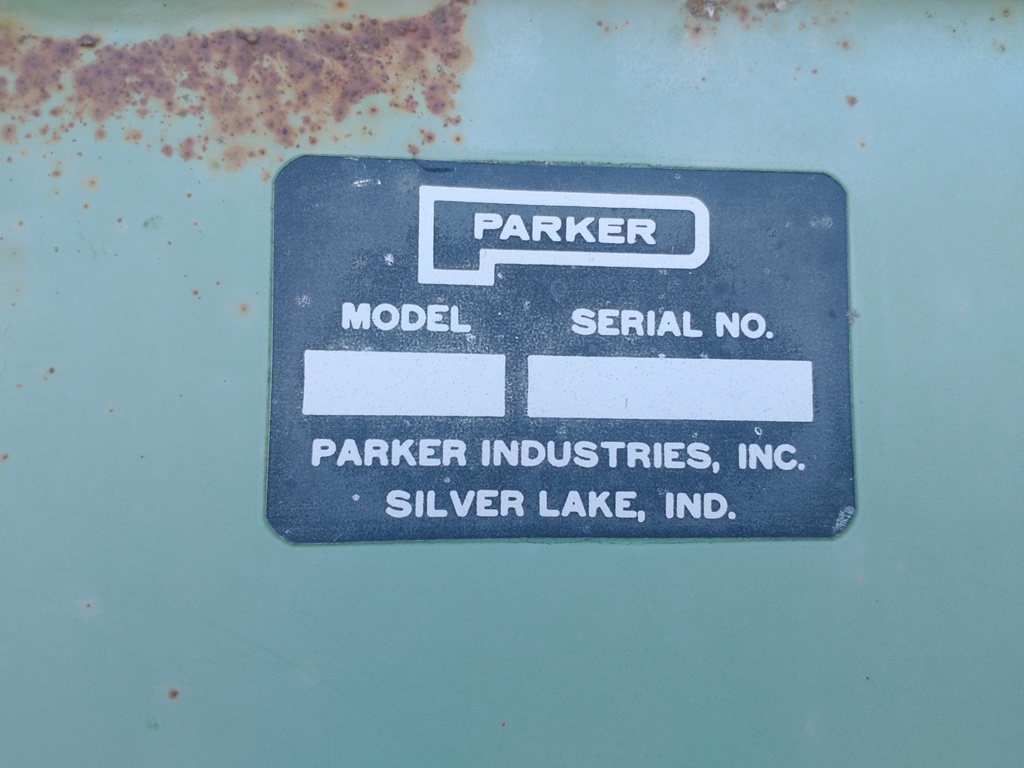 PARKER
MODEL SERIAL NO.
PARKER INDUSTRIES, INC.
SILVER LAKE, IND.